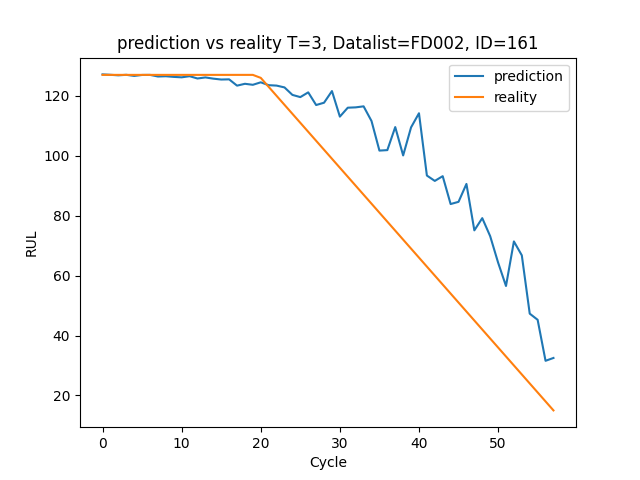 prediction vs reality T=3, Datalist=FD002, ID=161
prediction
reality
120
100
80
60
40
20
RUL
0 10 20 30 40 50
Cycle